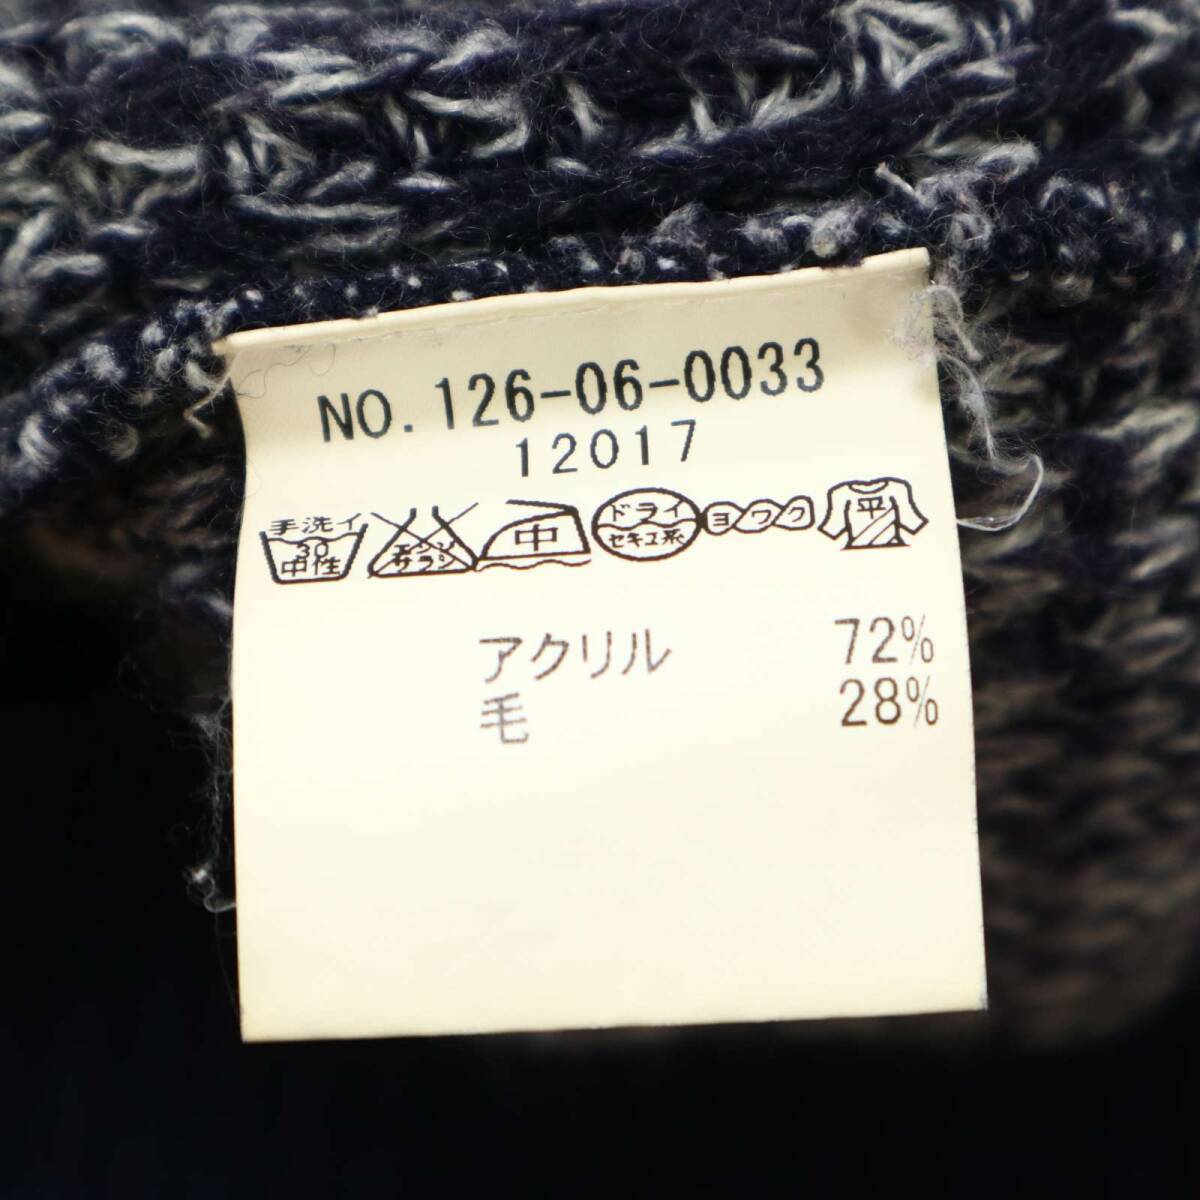 NO. 126-06-0033
12017
手洗イ
30
中性
エンソ
サラシ
中
ドライ
セキユ系
ヨワク
平
アクリル 72%
毛 28%